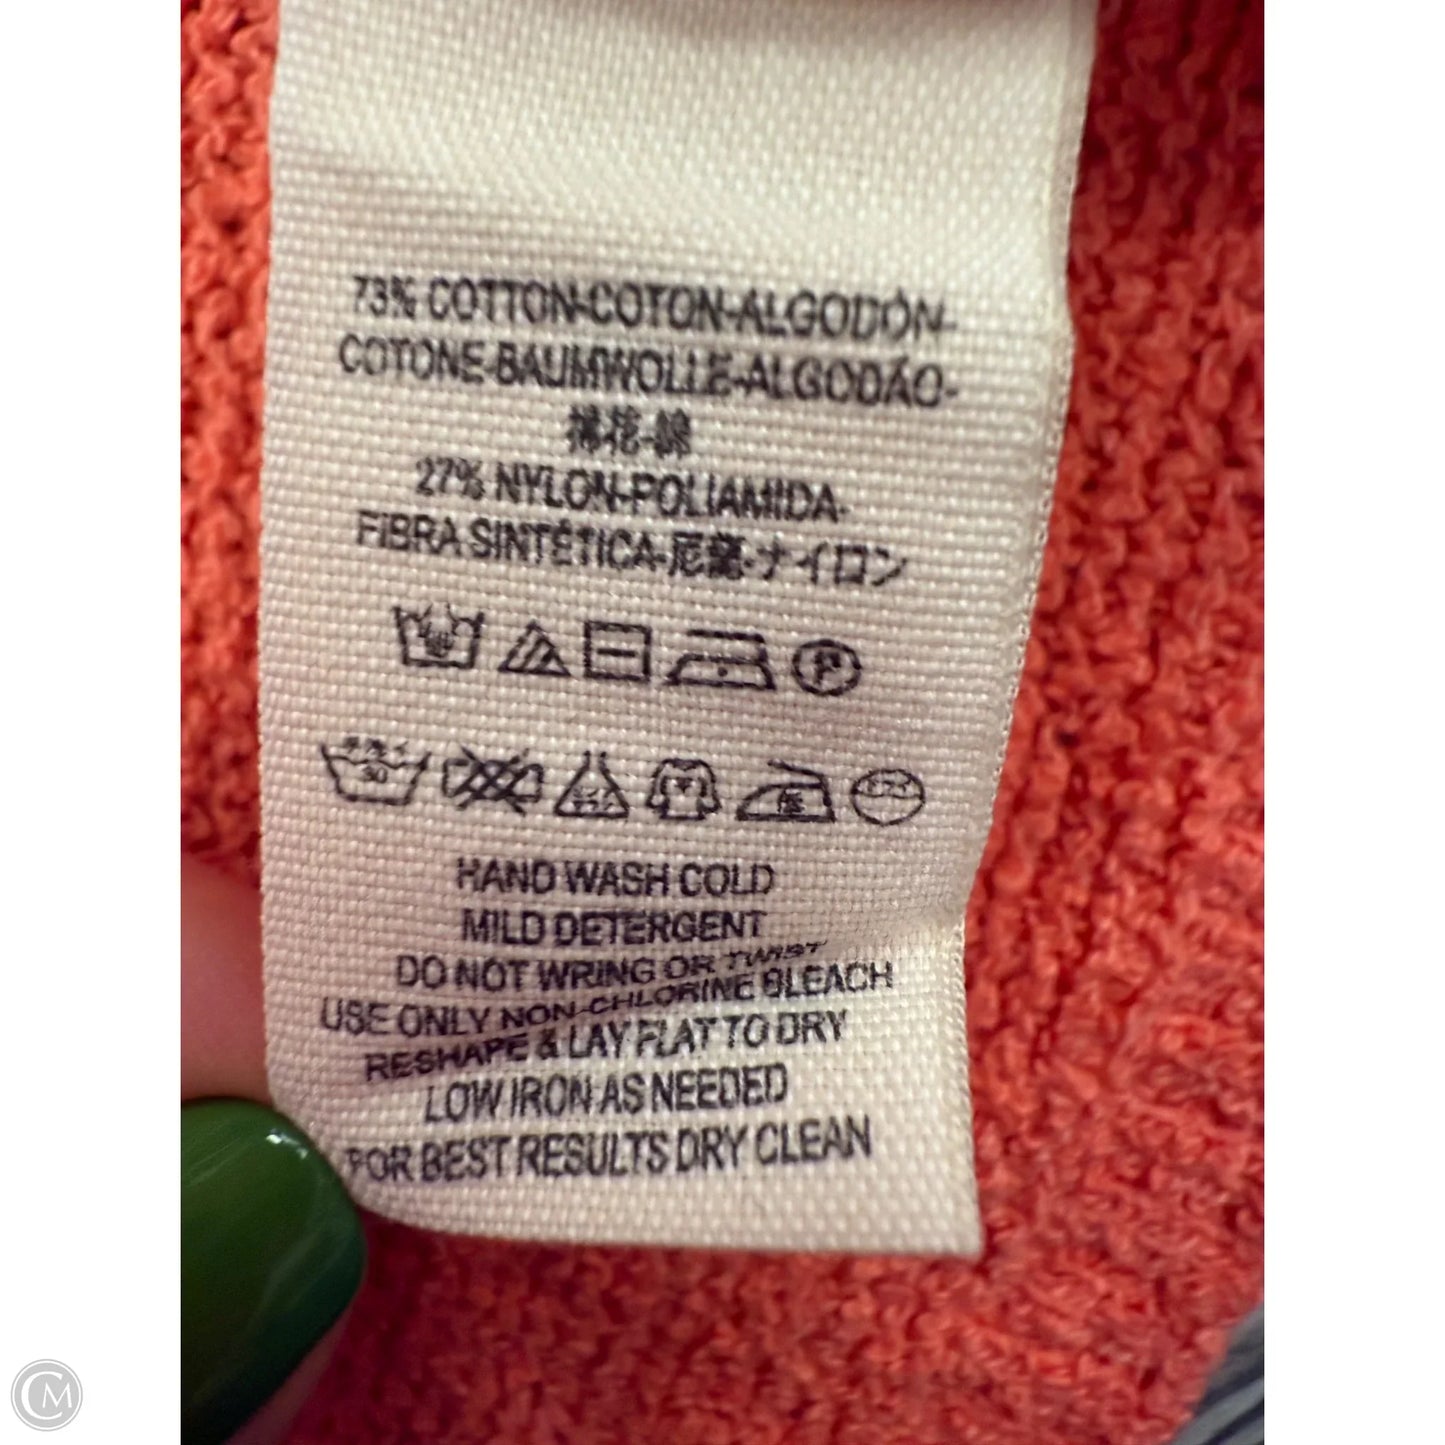 73% COTTON-COTON-ALGODÓN-
COTONE-BAUMWOLLE-ALGODÃO-
棉花-綿
27% NYLON-POLIAMIDA-
FIBRA SINTÉTICA-尼龍-ナイロン
P
30
HAND WASH COLD
MILD DETERGENT
DO NOT WRING OR TWIST
USE ONLY NON-CHLORINE BLEACH
RESHAPE & LAY FLAT TO DRY
LOW IRON AS NEEDED
FOR BEST RESULTS DRY CLEAN
CM